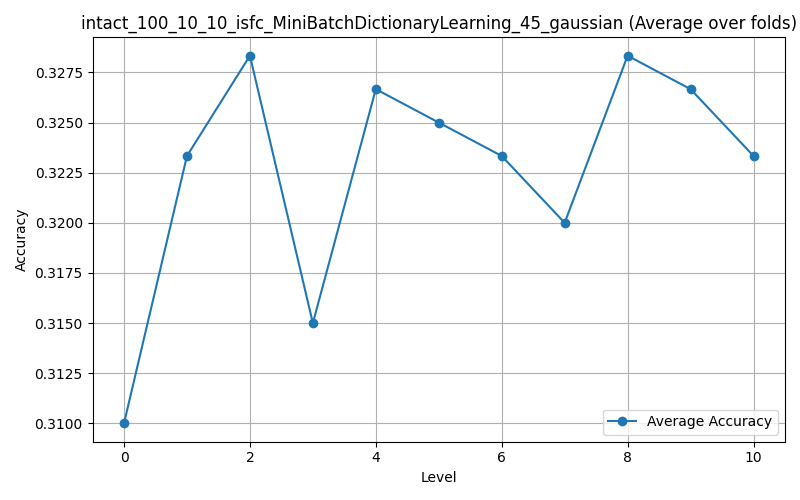 intact_100_10_10_isfc_MiniBatchDictionaryLearning_45_gaussian (Average over folds)
0.3275
0.3250
0.3225
0.3200
0.3175
0.3150
0.3125
0.3100
Accuracy
0 2 4 6 8 10
Level
Average Accuracy